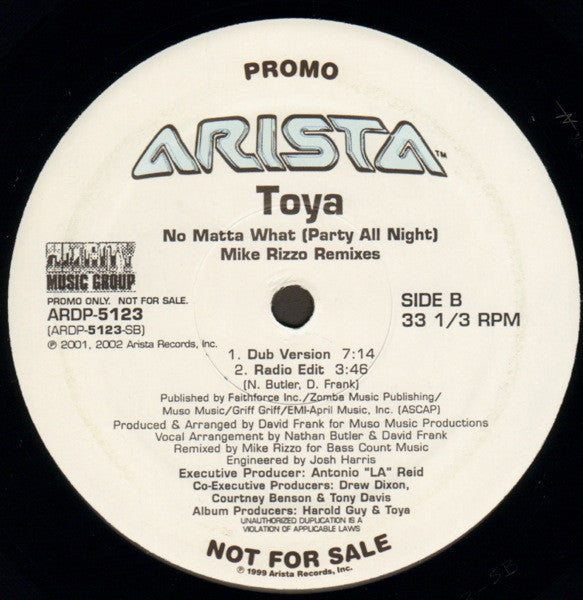 PROMO
ARISTA™
Toya
No Matta What (Party All Night)
Mike Rizzo Remixes
MUSIC GROUP
PROMO ONLY. NOT FOR SALE.
ARDP-5123
(ARDP-5123-SB)
℗ 2001, 2002 Arista Records, Inc.
SIDE B
33 1/3 RPM
1. Dub Version 7:14
2. Radio Edit 3:46
(N. Butler, D. Frank)
Published by Faithforce Inc./Zomba Music Publishing/
Muso Music/Griff Griff/EMI-April Music, Inc. (ASCAP)
Produced & Arranged by David Frank for Muso Music Productions
Vocal Arrangement by Nathan Butler & David Frank
Remixed by Mike Rizzo for Bass Count Music
Engineered by Josh Harris
Executive Producer: Antonio "LA" Reid
Co-Executive Producers: Drew Dixon,
Courtney Benson & Tony Davis
Album Producers: Harold Guy & Toya
UNAUTHORIZED DUPLICATION IS A
VIOLATION OF APPLICABLE LAWS
NOT FOR SALE
℗ 1999 Arista Records, Inc.